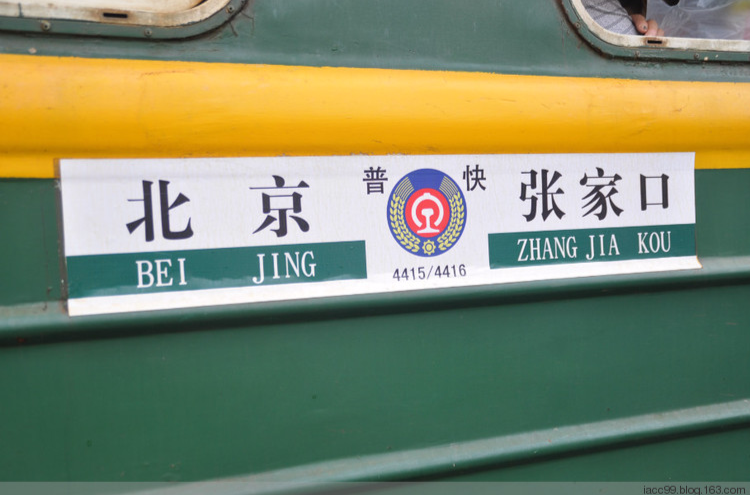 北京 普快 张家口
BEI JING 4415/4416 ZHANG JIA KOU
iacc99.blog.163.com